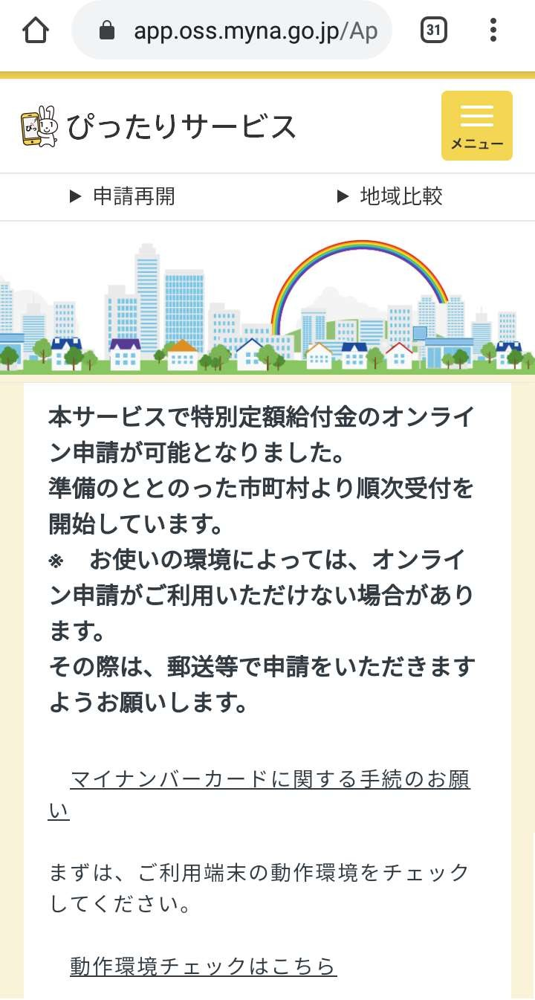 app.oss.myna.go.jp/Ap
31
ぴったりサービス
メニュー
▶ 申請再開
▶ 地域比較
本サービスで特別定額給付金のオンライ
ン申請が可能となりました。
準備のととのった市町村より順次受付を
開始しています。
※　お使いの環境によっては、オンライ
ン申請がご利用いただけない場合があり
ます。
その際は、郵送等で申請をいただきます
ようお願いします。
マイナンバーカードに関する手続のお願
い
まずは、ご利用端末の動作環境をチェック
してください。
動作環境チェックはこちら